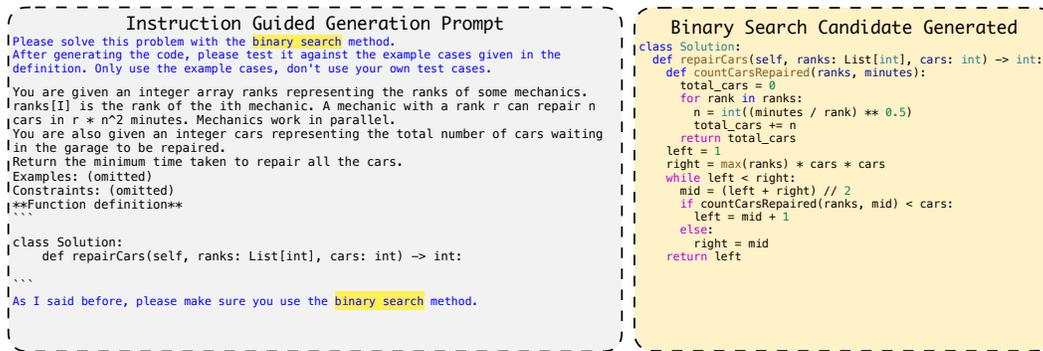 Instruction Guided Generation Prompt
Please solve this problem with the binary search method.
After generating the code, please test it against the example cases given in the
definition. Only use the example cases, don't use your own test cases.
You are given an integer array ranks representing the ranks of some mechanics.
ranks[I] is the rank of the ith mechanic. A mechanic with a rank r can repair n
cars in r * n^2 minutes. Mechanics work in parallel.
You are also given an integer cars representing the total number of cars waiting
in the garage to be repaired.
Return the minimum time taken to repair all the cars.
Examples: (omitted)
Constraints: (omitted)
**Function definition**
```
class Solution:
    def repairCars(self, ranks: List[int], cars: int) -> int:
```
As I said before, please make sure you use the binary search method.
Binary Search Candidate Generated
class Solution:
  def repairCars(self, ranks: List[int], cars: int) -> int:
    def countCarsRepaired(ranks, minutes):
      total_cars = 0
      for rank in ranks:
        n = int((minutes / rank) ** 0.5)
        total_cars += n
      return total_cars
    left = 1
    right = max(ranks) * cars * cars
    while left < right:
      mid = (left + right) // 2
      if countCarsRepaired(ranks, mid) < cars:
        left = mid + 1
      else:
        right = mid
    return left